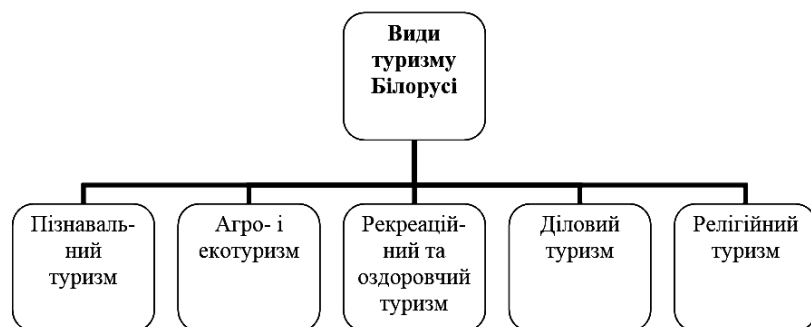 Види
туризму
Білорусі
Пізнаваль-
ний
туризм
Агро- і
екотуризм
Рекреацій-
ний та
оздоровчий
туризм
Діловий
туризм
Релігійний
туризм